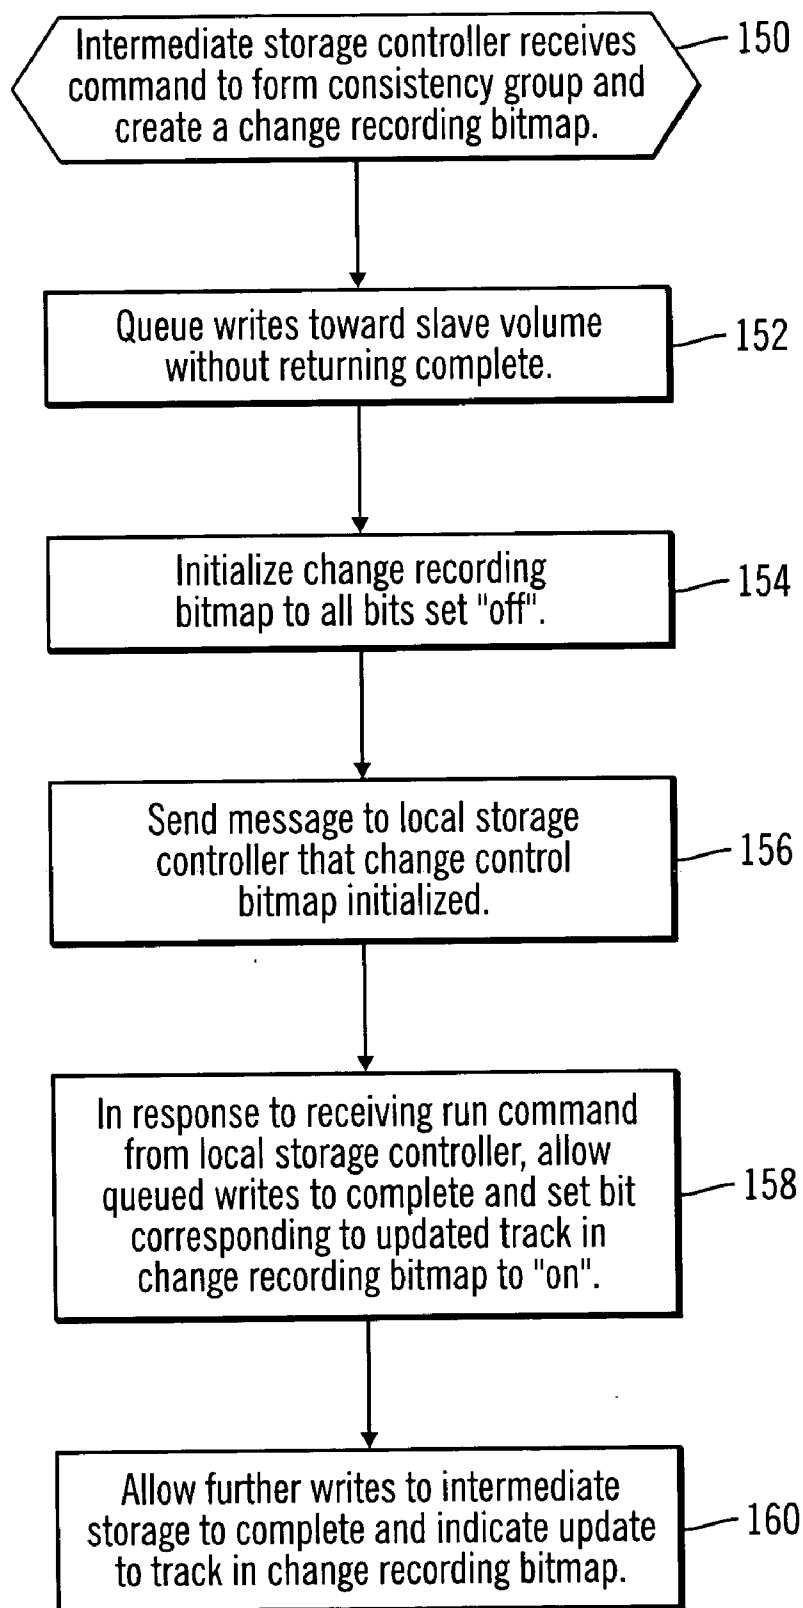 Intermediate storage controller receives
command to form consistency group and
create a change recording bitmap.
150
Queue writes toward slave volume
without returning complete.
152
Initialize change recording
bitmap to all bits set "off".
154
Send message to local storage
controller that change control
bitmap initialized.
156
In response to receiving run command
from local storage controller, allow
queued writes to complete and set bit
corresponding to updated track in
change recording bitmap to "on".
158
Allow further writes to intermediate
storage to complete and indicate update
to track in change recording bitmap.
160